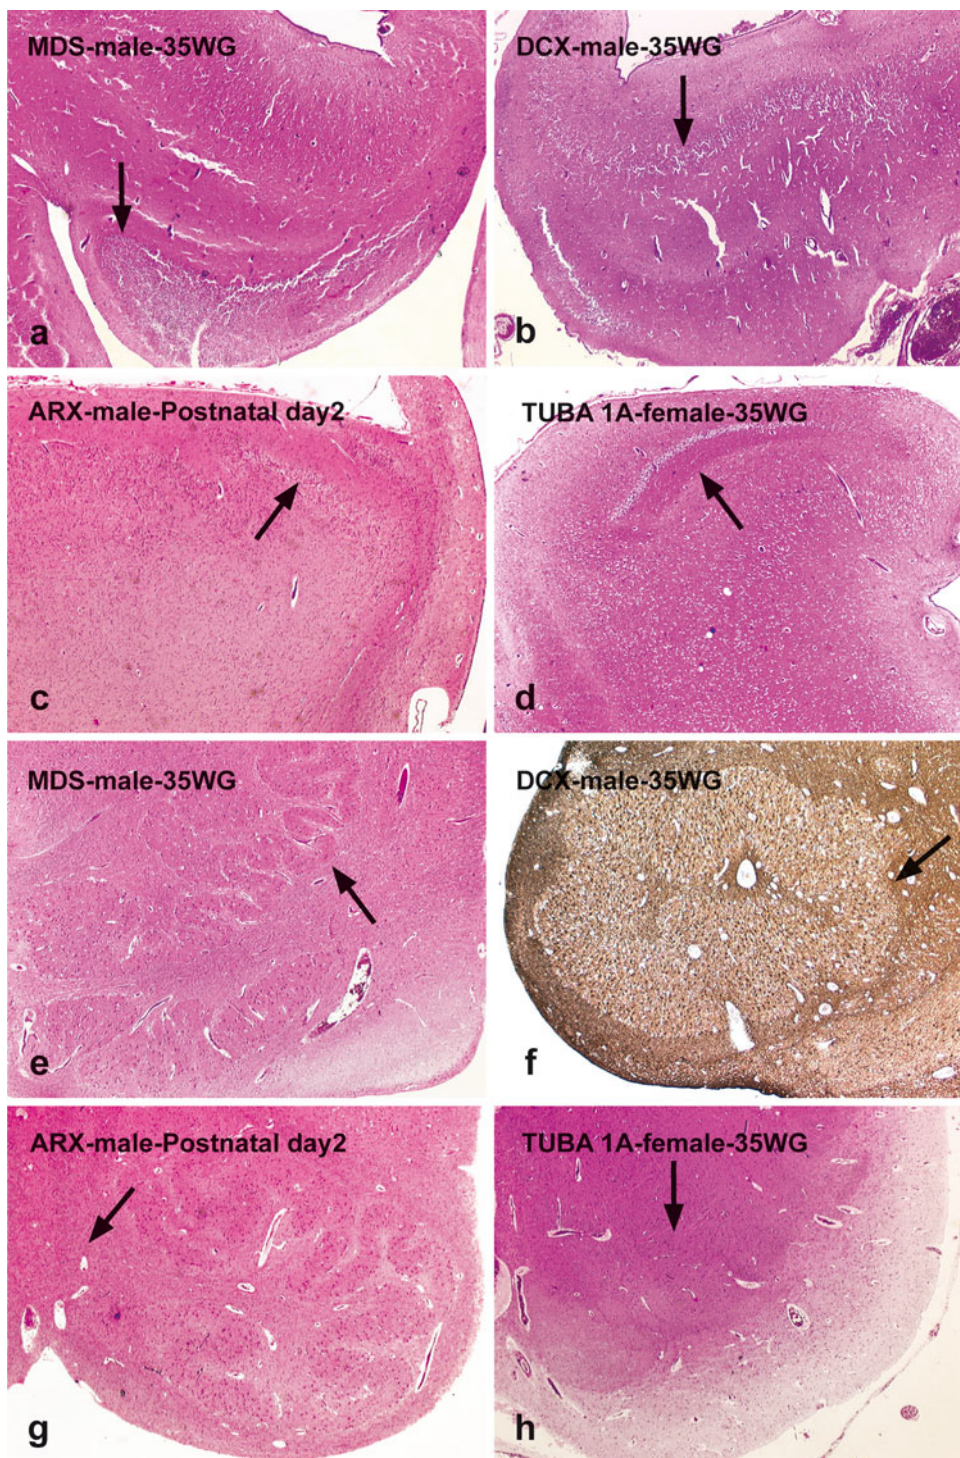 MDS-male-35WG
a
DCX-male-35WG
b
ARX-male-Postnatal day2
c
TUBA 1A-female-35WG
d
MDS-male-35WG
e
DCX-male-35WG
f
ARX-male-Postnatal day2
g
TUBA 1A-female-35WG
h